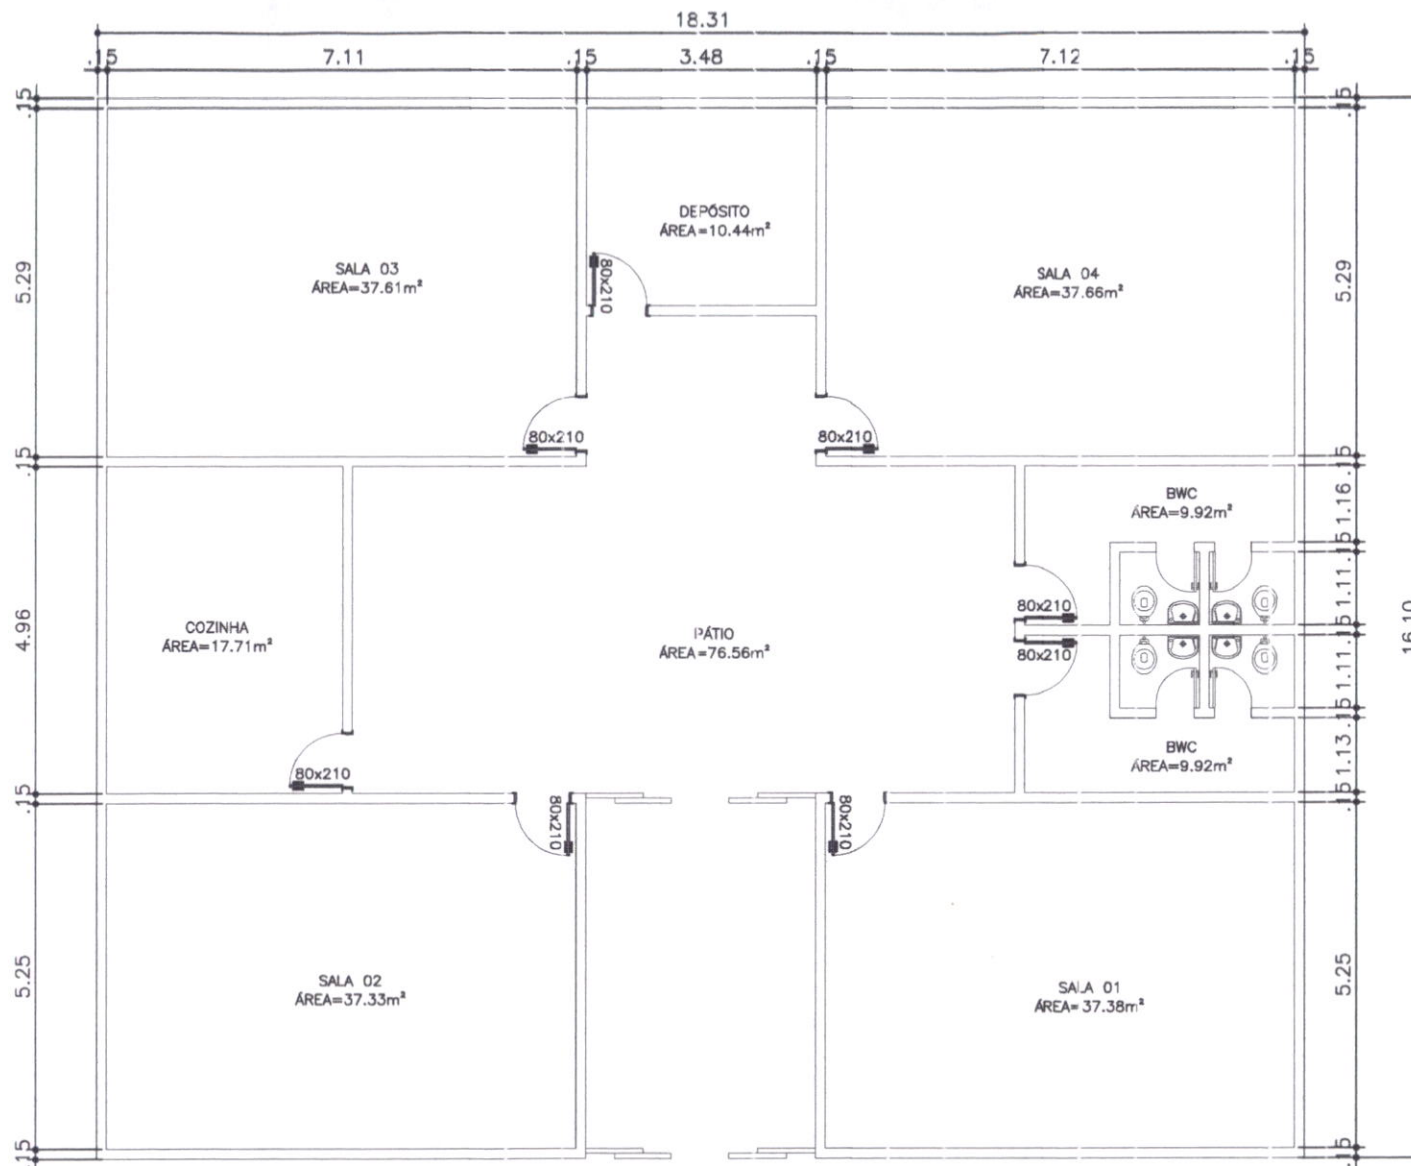 18.31
.15 7.11 .15 3.48 .15 7.12 .15
.15
.15
DEPÓSITO
ÁREA=10.44m²
SALA 03
ÁREA=37.61m²
80x210
SALA 04
ÁREA=37.66m²
5.29
5.29
80x210
80x210
.15
.15
BWC
ÁREA=9.92m²
1.16
.15
1.11
80x210
COZINHA
ÁREA=17.71m²
PÁTIO
ÁREA=76.56m²
4.96
.15
16.10
80x210
1.11
.15
BWC
ÁREA=9.92m²
1.13
80x210
.15
.15
80x210
80x210
SALA 02
ÁREA=37.33m²
SALA 01
ÁREA=37.38m²
5.25
5.25
.15
.15